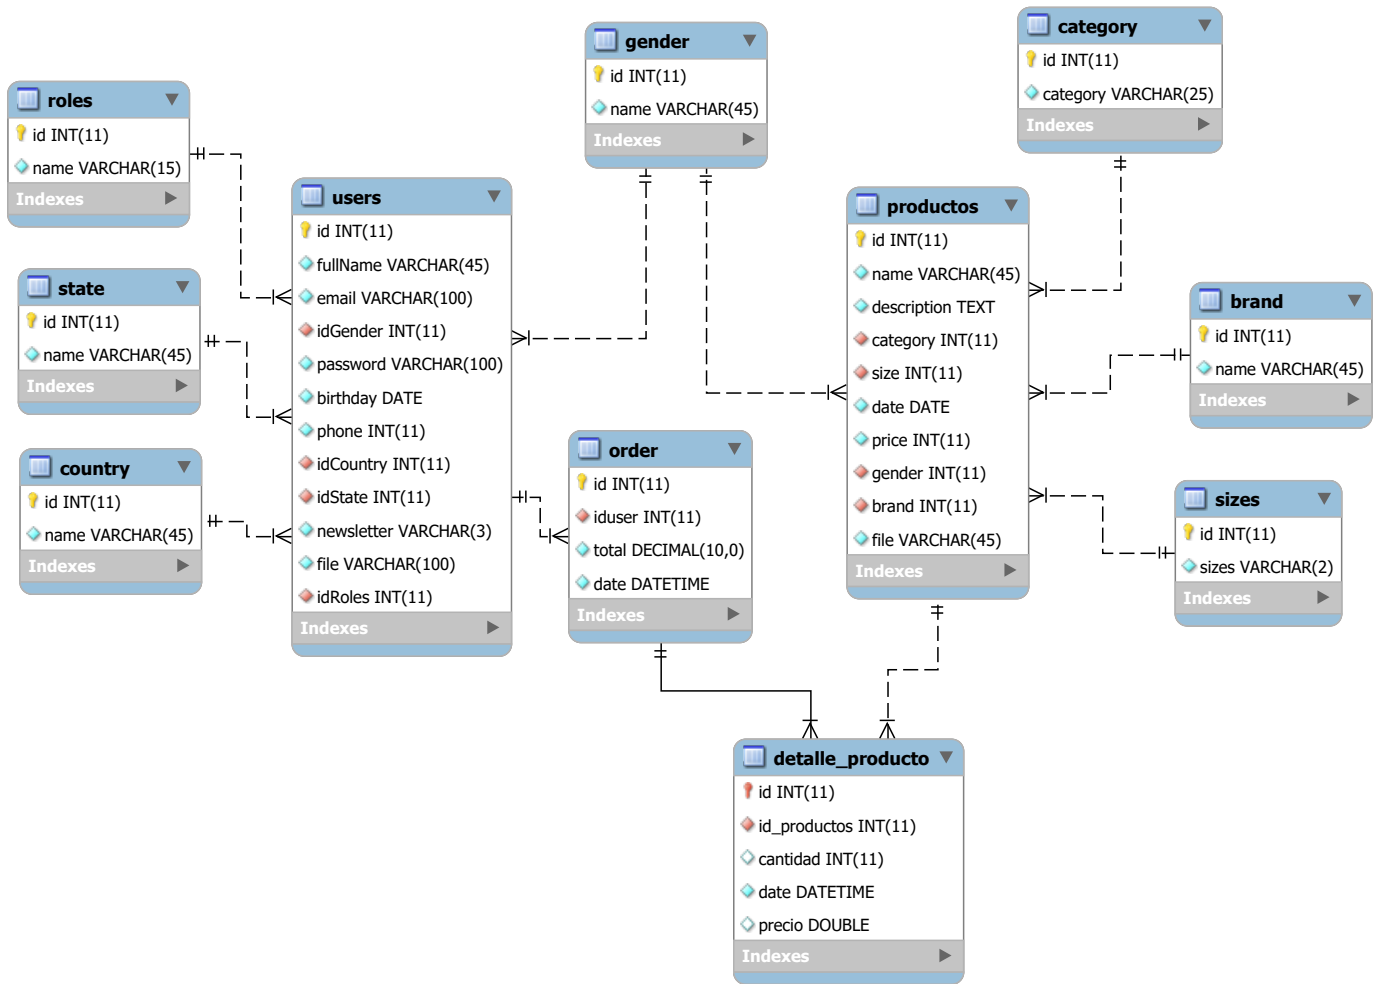 roles
id INT(11)
name VARCHAR(15)
Indexes
state
id INT(11)
name VARCHAR(45)
Indexes
country
id INT(11)
name VARCHAR(45)
Indexes
users
id INT(11)
fullName VARCHAR(45)
email VARCHAR(100)
idGender INT(11)
password VARCHAR(100)
birthday DATE
phone INT(11)
idCountry INT(11)
idState INT(11)
newsletter VARCHAR(3)
file VARCHAR(100)
idRoles INT(11)
Indexes
gender
id INT(11)
name VARCHAR(45)
Indexes
order
id INT(11)
iduser INT(11)
total DECIMAL(10,0)
date DATETIME
Indexes
category
id INT(11)
category VARCHAR(25)
Indexes
productos
id INT(11)
name VARCHAR(45)
description TEXT
category INT(11)
size INT(11)
date DATE
price INT(11)
gender INT(11)
brand INT(11)
file VARCHAR(45)
Indexes
brand
id INT(11)
name VARCHAR(45)
Indexes
sizes
id INT(11)
sizes VARCHAR(2)
Indexes
detalle_producto
id INT(11)
id_productos INT(11)
cantidad INT(11)
date DATETIME
precio DOUBLE
Indexes